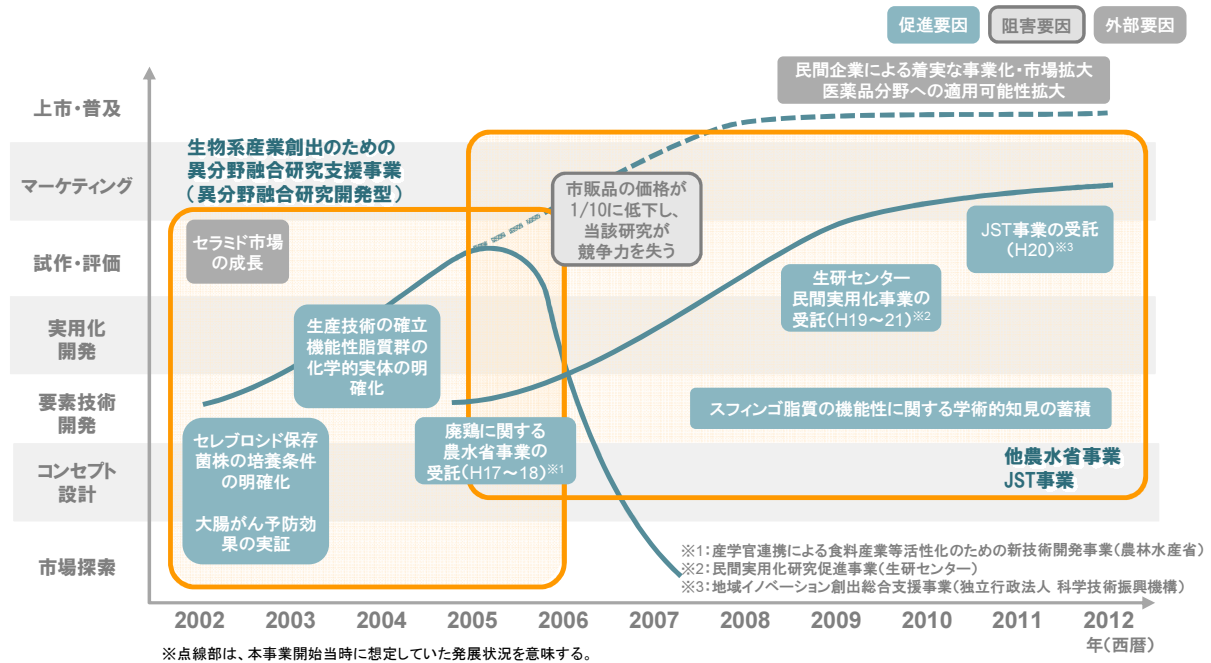 促進要因
阻害要因
外部要因
民間企業による着実な事業化・市場拡大
医薬品分野への適用可能性拡大
上市・普及
マーケティング
試作・評価
実用化
開発
要素技術
開発
コンセプト
設計
市場探索
生物系産業創出のための
異分野融合研究支援事業
（異分野融合研究開発型）
セラミド市場
の成長
市販品の価格が
1/10に低下し、
当該研究が
競争力を失う
JST事業の受託
（H20）※3
生研センター
民間実用化事業の
受託（H19～21）※2
生産技術の確立
機能性脂質群の
化学的実体の明
確化
スフィンゴ脂質の機能性に関する学術的知見の蓄積
セレブロシド保存
菌株の培養条件
の明確化
大腸がん予防効
果の実証
廃鶏に関する
農水省事業の
受託（H17～18）※1
他農水省事業
JST事業
※1：産学官連携による食料産業等活性化のための新技術開発事業（農林水産省）
※2：民間実用化研究促進事業（生研センター）
※3：地域イノベーション創出総合支援事業（独立行政法人 科学技術振興機構）
2002 2003 2004 2005 2006 2007 2008 2009 2010 2011 2012
年（西暦）
※点線部は、本事業開始当時に想定していた発展状況を意味する。